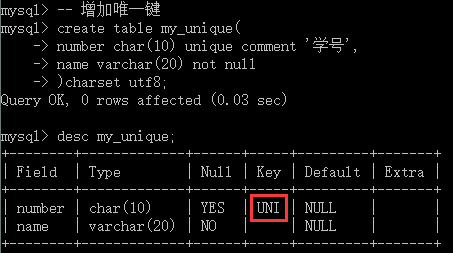 mysql> -- 增加唯一键
mysql> create table my_unique(
    -> number char(10) unique comment '学号',
    -> name varchar(20) not null
    -> )charset utf8;
Query OK, 0 rows affected (0.03 sec)
mysql> desc my_unique;
+--------+-------------+------+-----+---------+-------+
| Field  | Type        | Null | Key | Default | Extra |
+--------+-------------+------+-----+---------+-------+
| number | char(10)    | YES  | UNI | NULL    |       |
| name   | varchar(20) | NO   |     | NULL    |       |
+--------+-------------+------+-----+---------+-------+